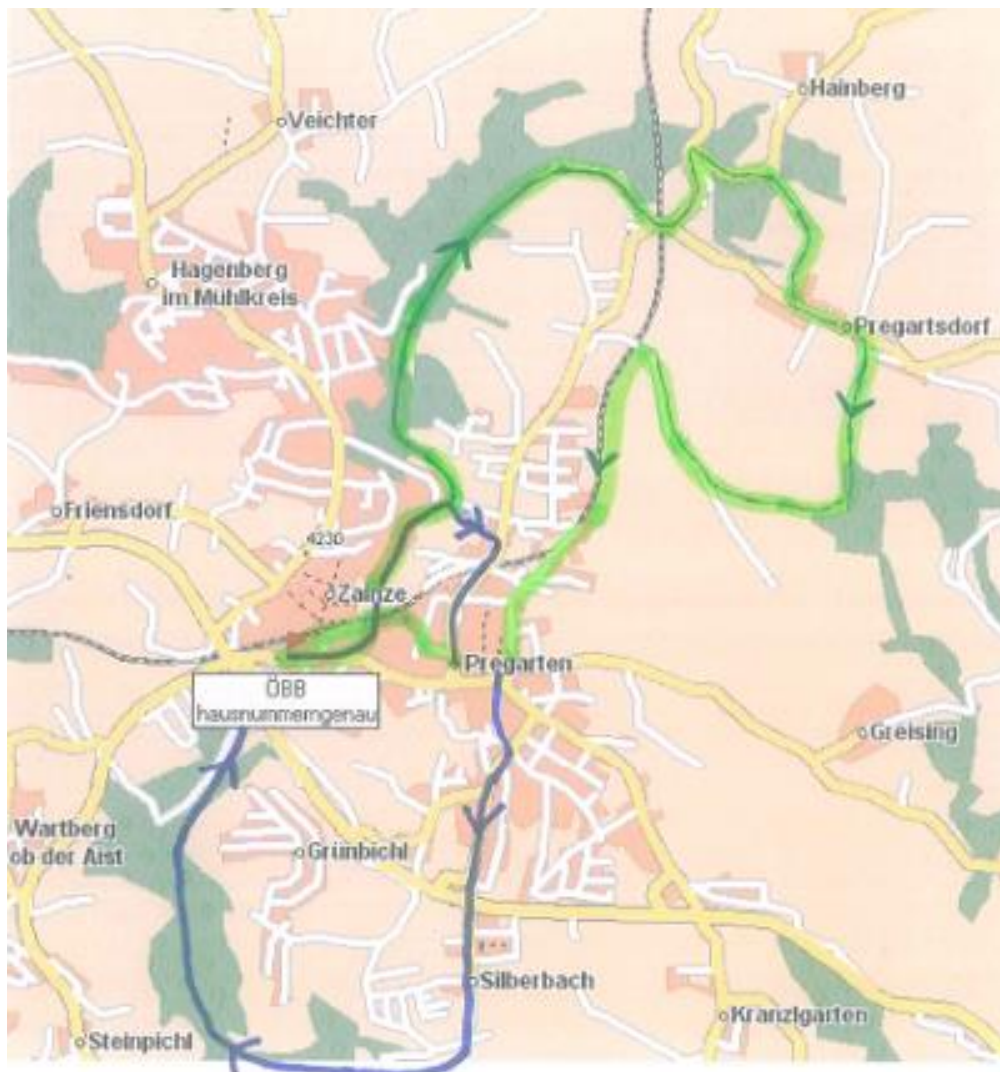 Hainberg
Veichter
Hagenberg
im Mühlkreis
Pregartsdorf
Friensdorf
4230
Zainze
Pregarten
ÖBB
hausnummerngenau
Greising
Wartberg
ob der Aist
Grünbichl
Silberbach
Kranzlgarten
Steinpichl